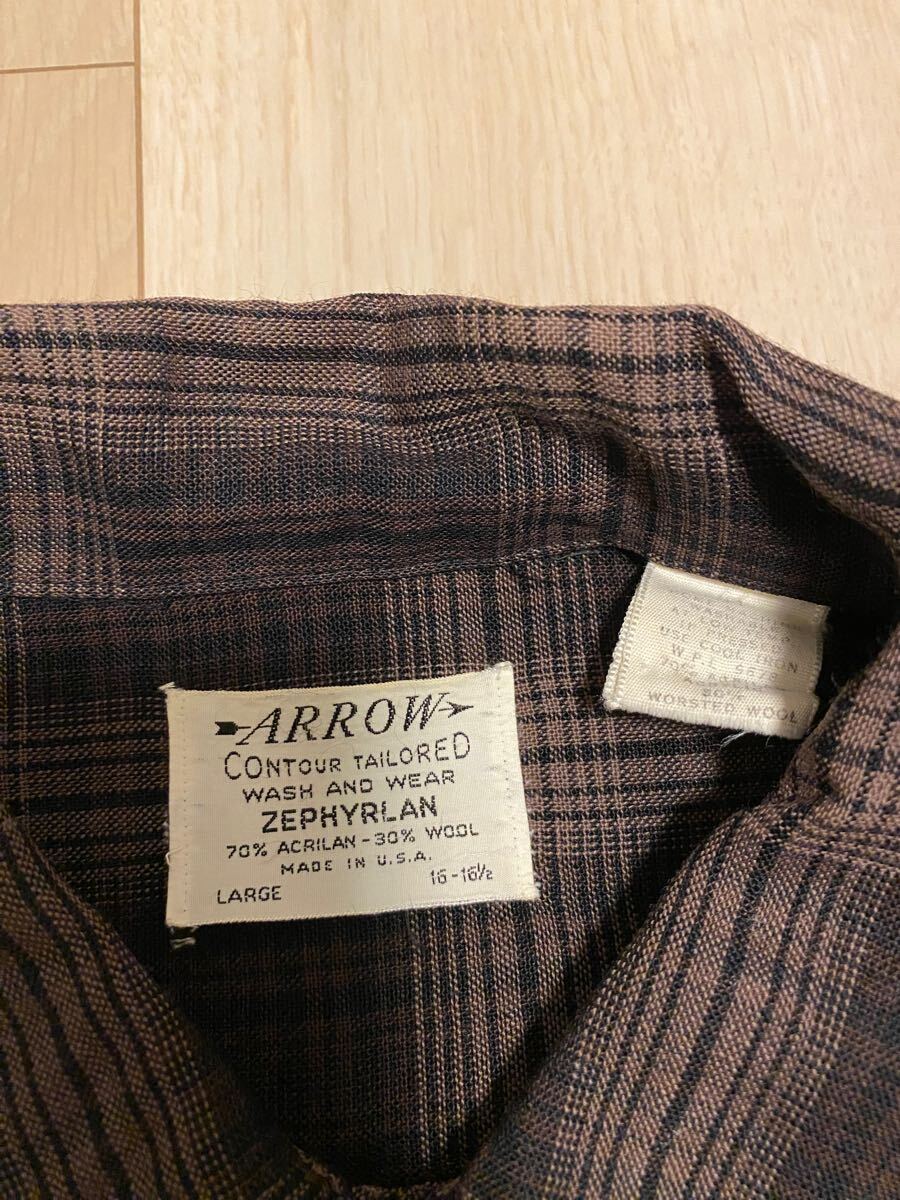 ARROW
CONTOUR TAILORED
WASH AND WEAR
ZEPHYRLAN
70% ACRILAN - 30% WOOL
MADE IN U.S.A.
LARGE 16-16½
USE COOL IRON
W.P.L.
70%
WORSTED WOOL